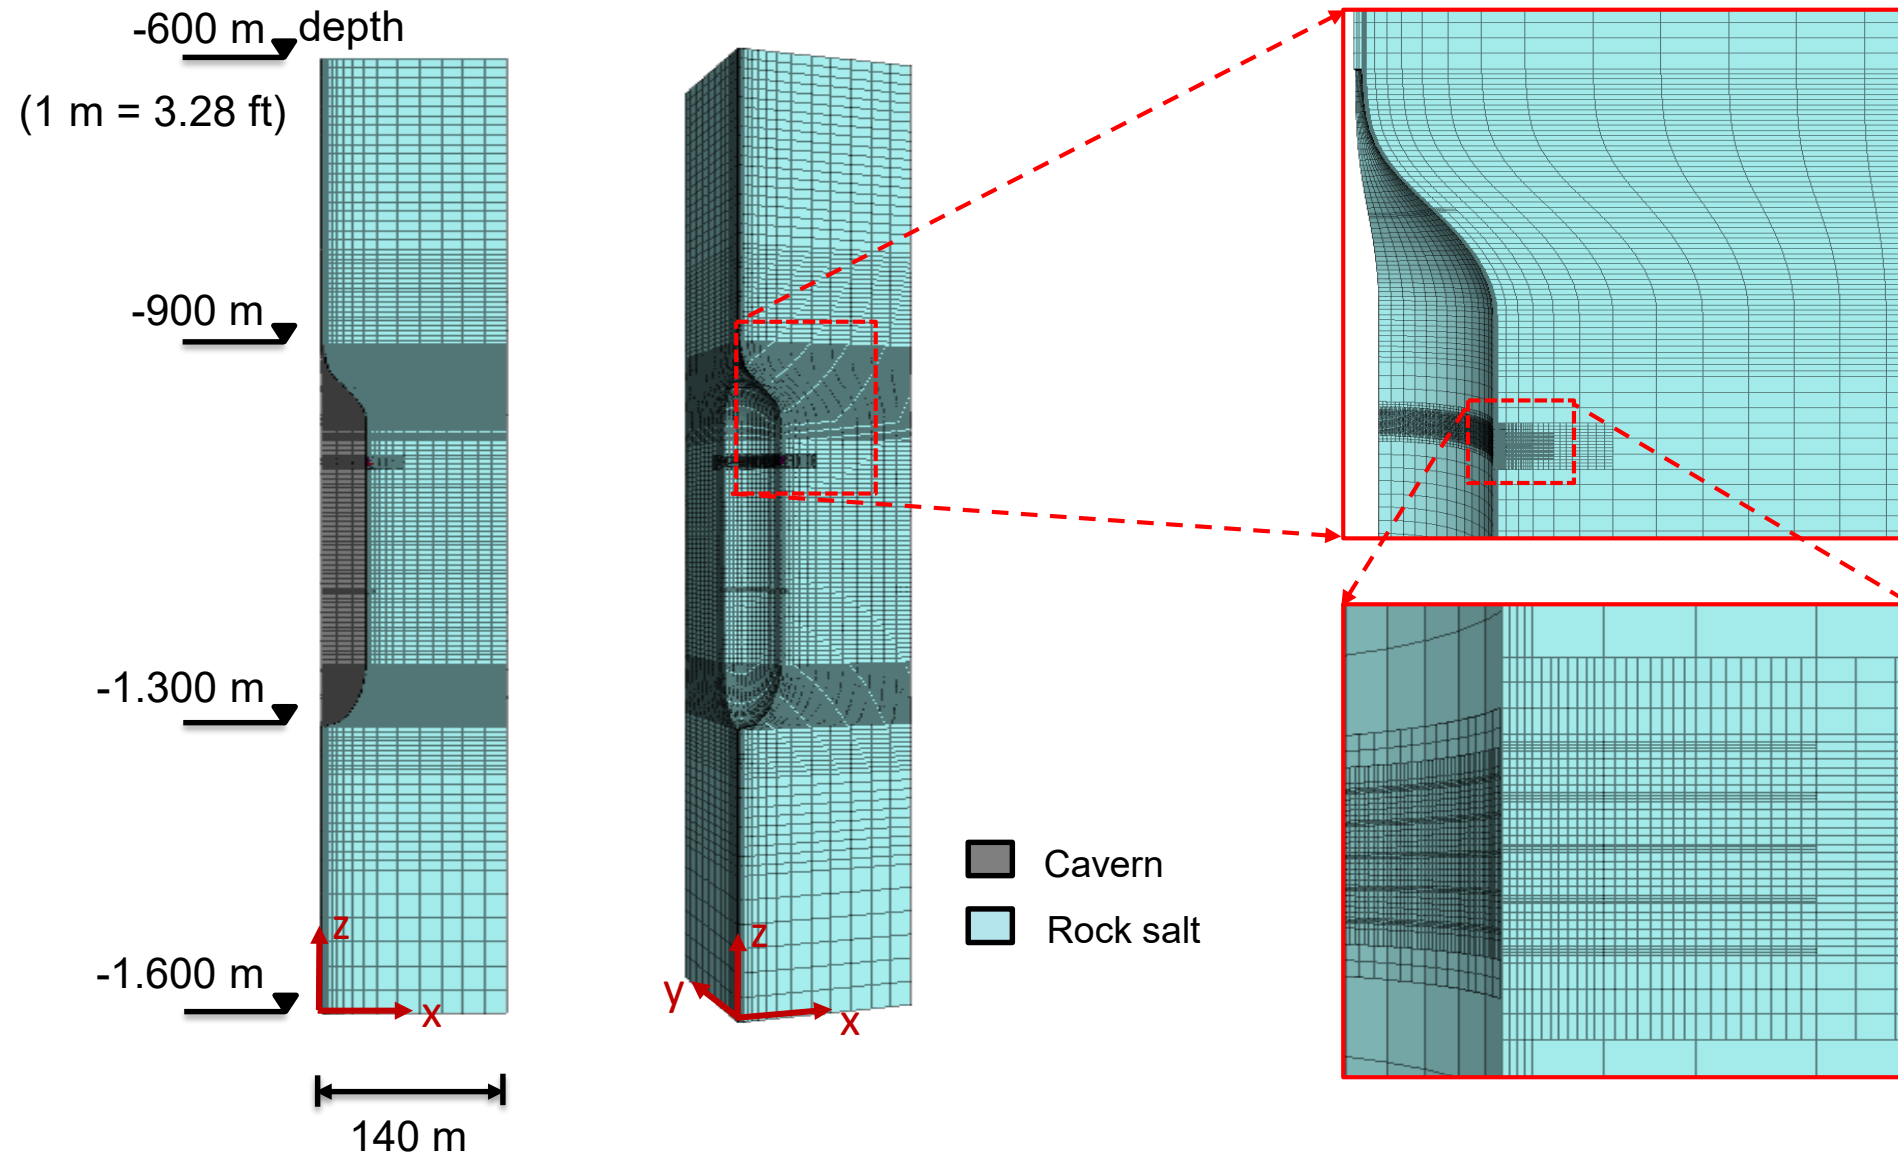 -600 m depth
(1 m = 3.28 ft)
-900 m
-1.300 m
-1.600 m
z
x
140 m
z
y
x
Cavern
Rock salt